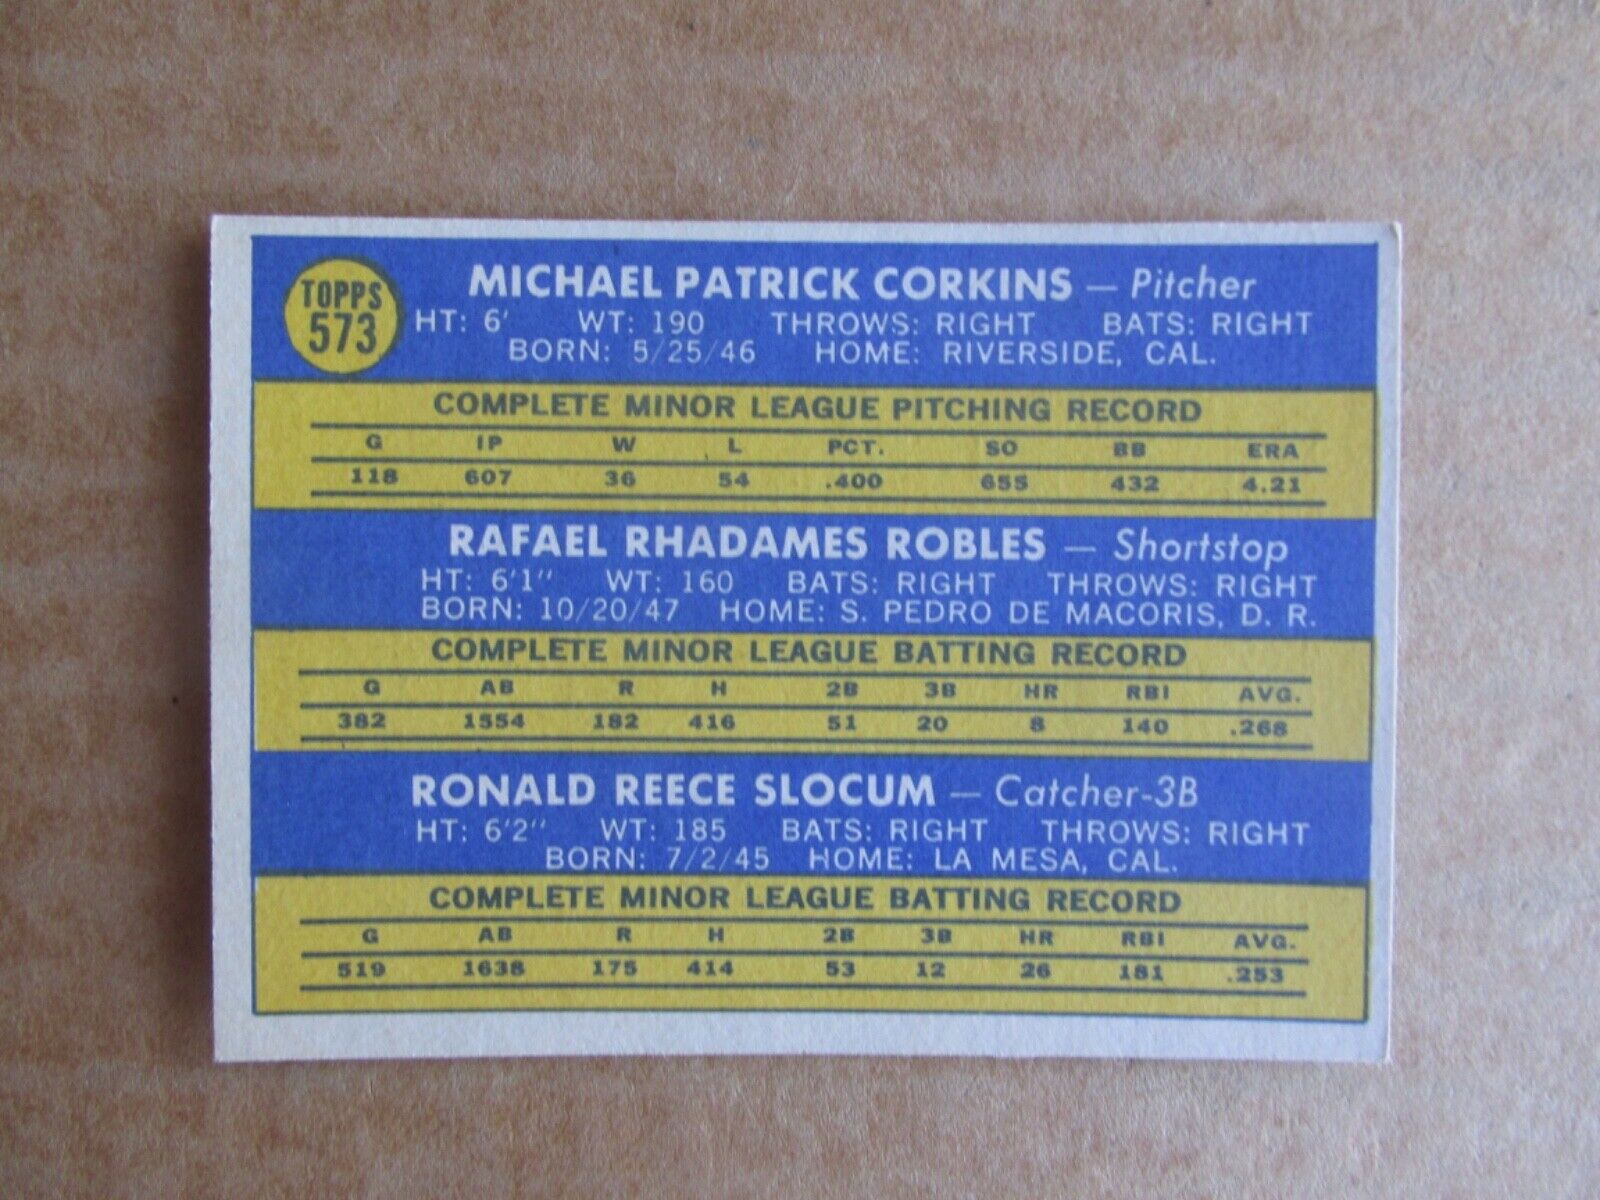 TOPPS
573
MICHAEL PATRICK CORKINS — Pitcher
HT: 6' WT: 190 THROWS: RIGHT BATS: RIGHT
BORN: 5/25/46 HOME: RIVERSIDE, CAL.
COMPLETE MINOR LEAGUE PITCHING RECORD
G IP W L PCT. SO BB ERA
118 607 36 54 .400 655 432 4.21
RAFAEL RHADAMES ROBLES — Shortstop
HT: 6'1" WT: 160 BATS: RIGHT THROWS: RIGHT
BORN: 10/20/47 HOME: S. PEDRO DE MACORIS, D. R.
COMPLETE MINOR LEAGUE BATTING RECORD
G AB R H 2B 3B HR RBI AVG.
382 1554 182 416 51 20 8 140 .268
RONALD REECE SLOCUM — Catcher-3B
HT: 6'2" WT: 185 BATS: RIGHT THROWS: RIGHT
BORN: 7/2/45 HOME: LA MESA, CAL.
COMPLETE MINOR LEAGUE BATTING RECORD
G AB R H 2B 3B HR RBI AVG.
519 1638 175 414 53 12 26 181 .253